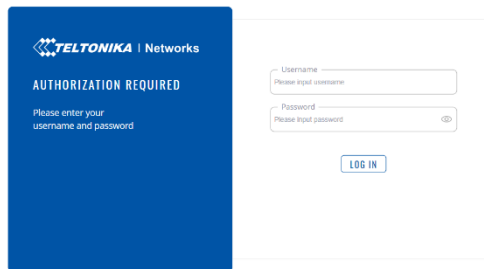 TELTONIKA | Networks
AUTHORIZATION REQUIRED
Please enter your
username and password
Username
Please input username
Password
Please input password
LOG IN